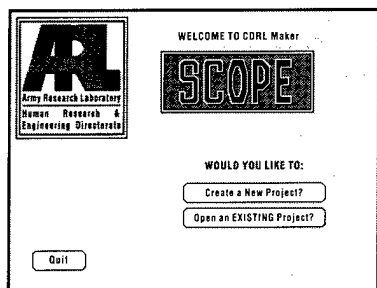 ARL
Army Research Laboratory
Human Research &
Engineering Directorate
WELCOME TO CDRL Maker
SCOPE
WOULD YOU LIKE TO:
Create a New Project?
Open an EXISTING Project?
Quit